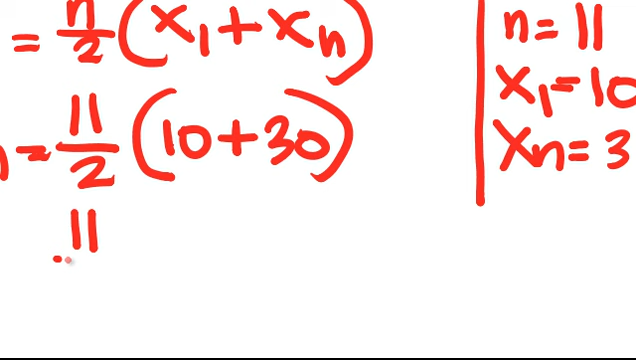 = n/2 (x₁ + xₙ)
n = 11/2 (10 + 30)
11
n = 11
x₁ = 10
xₙ = 3